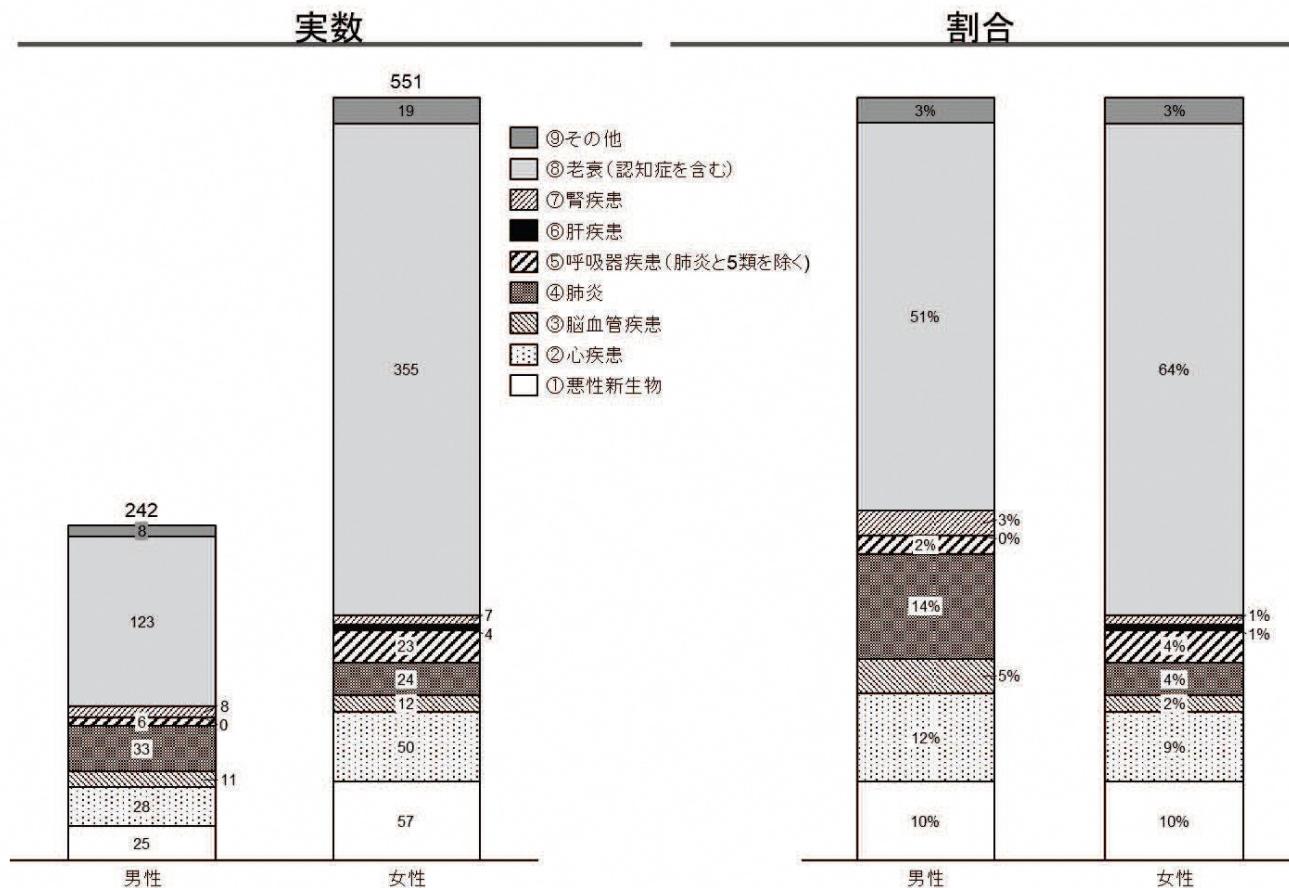 実数
割合
551
19
355
7
4
23
24
12
50
57
242
8
123
8
6
0
33
11
28
25
男性
女性
⑨その他
⑧老衰(認知症を含む)
⑦腎疾患
⑥肝疾患
⑤呼吸器疾患(肺炎と5類を除く)
④肺炎
③脳血管疾患
②心疾患
①悪性新生物
3%
51%
3%
0%
2%
14%
5%
12%
10%
3%
64%
1%
1%
4%
4%
2%
9%
10%
男性
女性